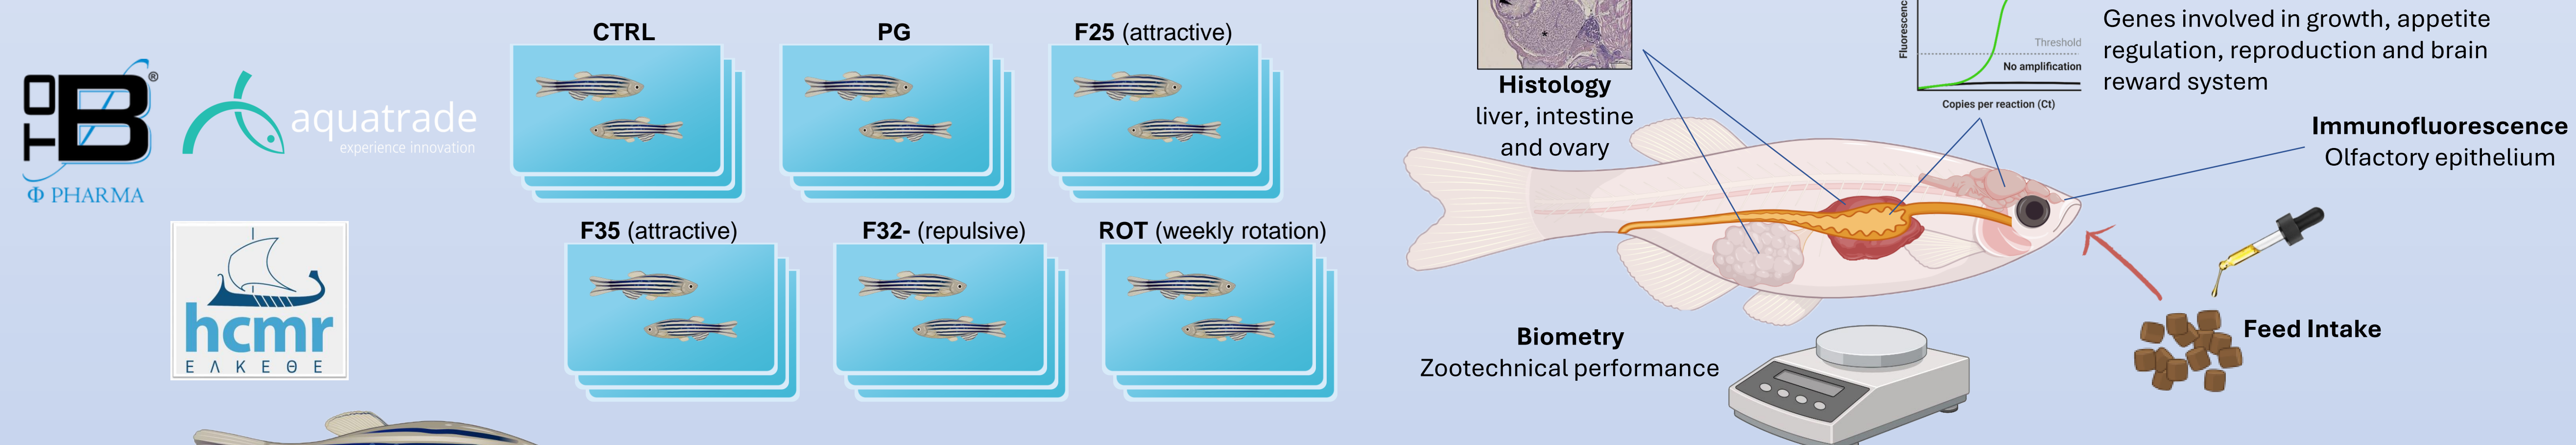 TO B®
Φ PHARMA
aquatrade
experience innovation
hcmr
ΕΛΚΕΘΕ
CTRL
PG
F25 (attractive)
F35 (attractive)
F32- (repulsive)
ROT (weekly rotation)
*
Histology
liver, intestine
and ovary
Threshold
No amplification
Copies per reaction (Ct)
Genes involved in growth, appetite
regulation, reproduction and brain
reward system
Immunofluorescence
Olfactory epithelium
Biometry
Zootechnical performance
Feed Intake